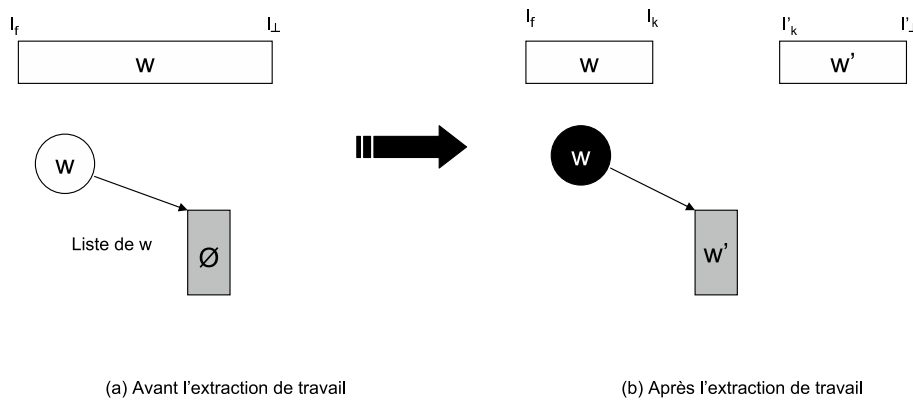 I_f I_⊥ I_f I_k I'_k I'_⊥
w w w'
w w
Liste de w Ø w'
(a) Avant l'extraction de travail (b) Après l'extraction de travail